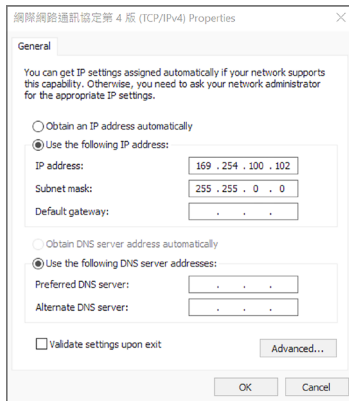 網際網路通訊協定第 4 版 (TCP/IPv4) Properties
General
You can get IP settings assigned automatically if your network supports
this capability. Otherwise, you need to ask your network administrator
for the appropriate IP settings.
Obtain an IP address automatically
Use the following IP address:
IP address: 169 . 254 . 100 . 102
Subnet mask: 255 . 255 . 0 . 0
Default gateway: . . .
Obtain DNS server address automatically
Use the following DNS server addresses:
Preferred DNS server: . . .
Alternate DNS server: . . .
Validate settings upon exit
Advanced...
OK Cancel